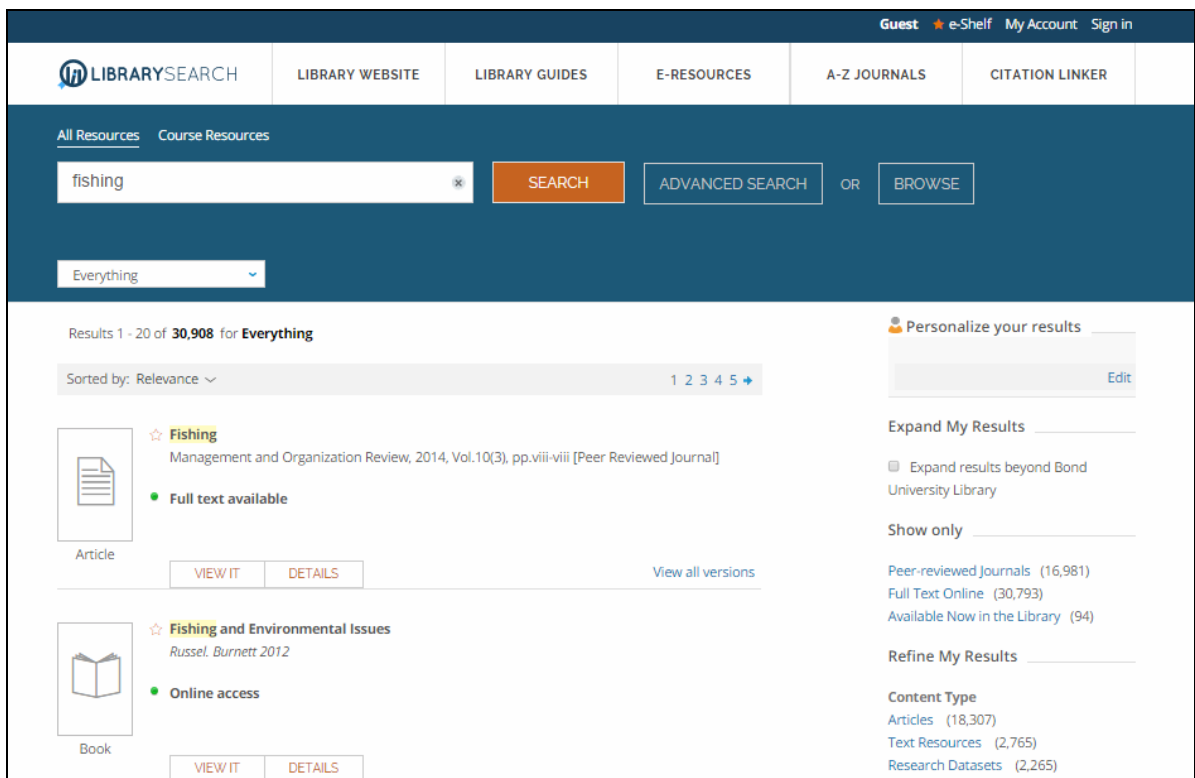 Guest e-Shelf My Account Sign in
LIBRARYSEARCH LIBRARY WEBSITE LIBRARY GUIDES E-RESOURCES A-Z JOURNALS CITATION LINKER
All Resources Course Resources
fishing SEARCH ADVANCED SEARCH OR BROWSE
Everything
Results 1 - 20 of 30,908 for Everything
Sorted by: Relevance 1 2 3 4 5
Fishing
Management and Organization Review, 2014, Vol.10(3), pp.viii-viii [Peer Reviewed Journal]
Full text available
Article
VIEW IT DETAILS View all versions
Fishing and Environmental Issues
Russel. Burnett 2012
Online access
Book
VIEW IT DETAILS
Personalize your results
Edit
Expand My Results
Expand results beyond Bond
University Library
Show only
Peer-reviewed Journals (16,981)
Full Text Online (30,793)
Available Now in the Library (94)
Refine My Results
Content Type
Articles (18,307)
Text Resources (2,765)
Research Datasets (2,265)